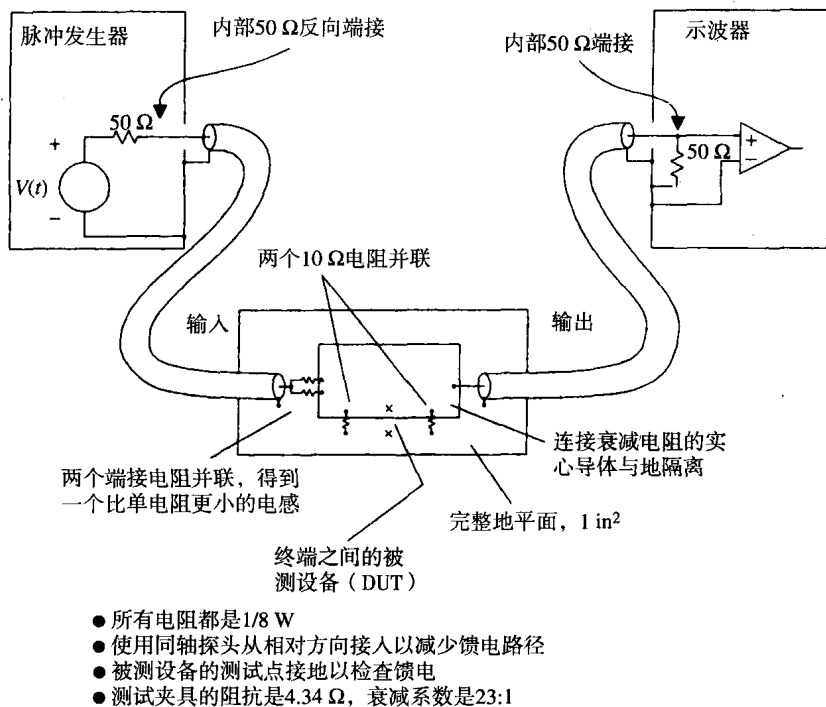 脉冲发生器
内部50 Ω反向端接
50 Ω
+
V(t)
−
内部50 Ω端接
示波器
50 Ω
+
−
两个10 Ω电阻并联
输入
输出
×
×
两个端接电阻并联，得到
一个比单电阻更小的电感
连接衰减电阻的实
心导体与地隔离
完整地平面，1 in²
终端之间的被
测设备（DUT）
● 所有电阻都是1/8 W
● 使用同轴探头从相对方向接入以减少馈电路径
● 被测设备的测试点接地以检查馈电
● 测试夹具的阻抗是4.34 Ω，衰减系数是23:1